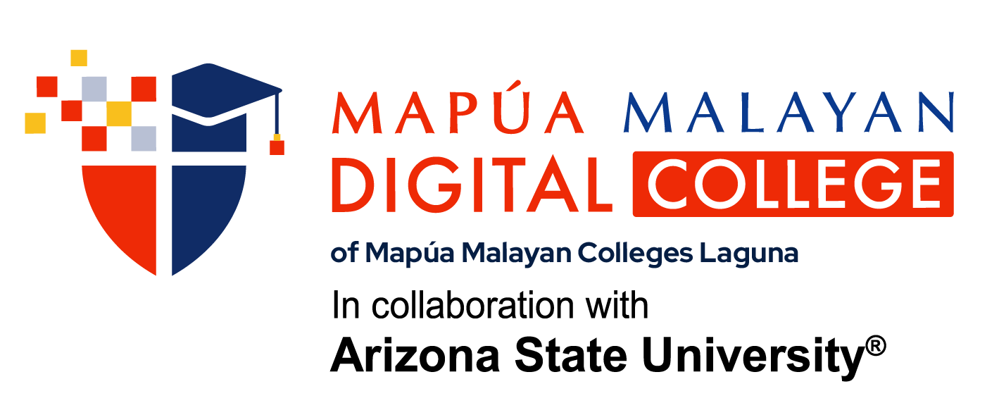 MAPÚA MALAYAN
DIGITAL COLLEGE
of Mapúa Malayan Colleges Laguna
In collaboration with
Arizona State University®